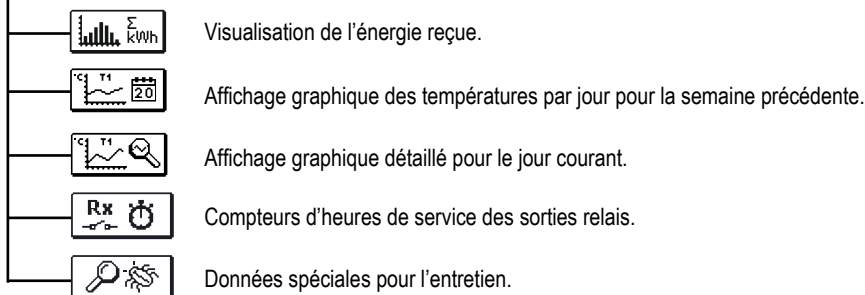 Σ
kWh Visualisation de l'énergie reçue.
°C T1 20 Affichage graphique des températures par jour pour la semaine précédente.
°C T1 Affichage graphique détaillé pour le jour courant.
Rx Compteurs d'heures de service des sorties relais.
Données spéciales pour l'entretien.